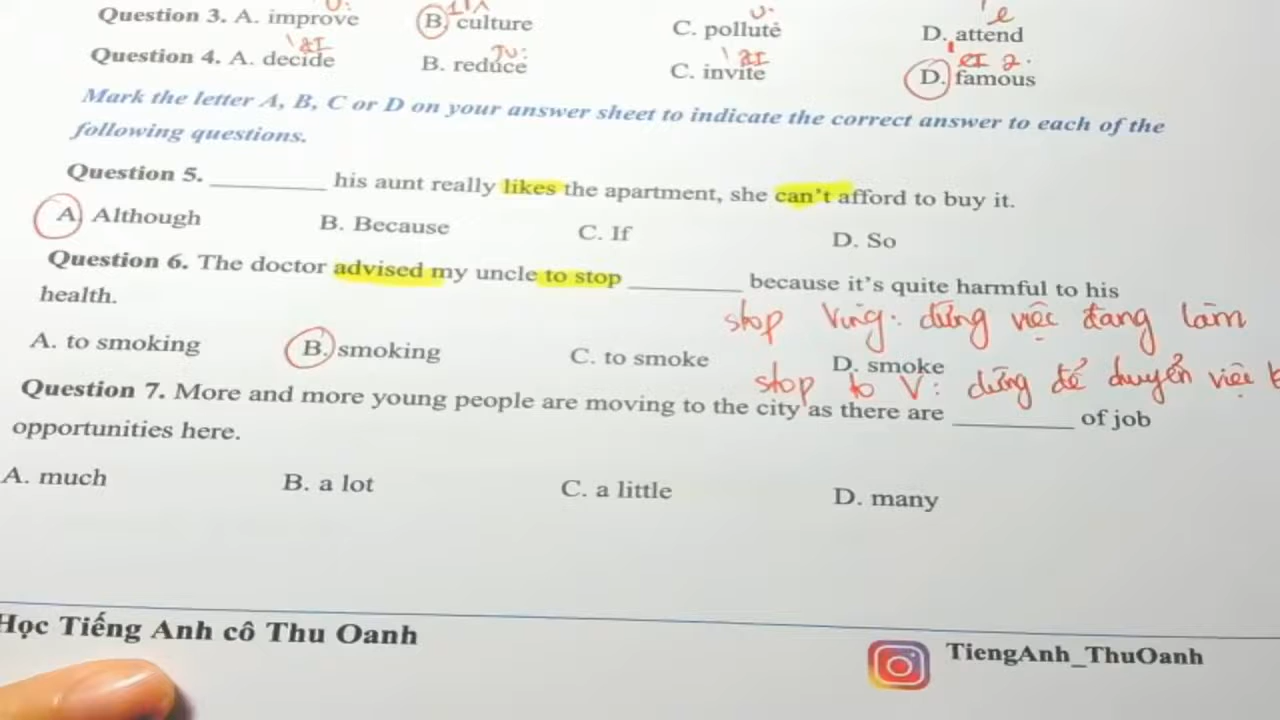 Question 3. A. improve B. culture C. pollute D. attend
Question 4. A. decide B. reduce C. invite D. famous
Mark the letter A, B, C or D on your answer sheet to indicate the correct answer to each of the
following questions.
Question 5. _________ his aunt really likes the apartment, she can't afford to buy it.
A. Although B. Because C. If D. So
Question 6. The doctor advised my uncle to stop _________ because it's quite harmful to his
health.
stop Ving: dừng việc đang làm
A. to smoking B. smoking C. to smoke D. smoke
stop to V: dừng để chuyển việc
Question 7. More and more young people are moving to the city as there are _________ of job
opportunities here.
A. much B. a lot C. a little D. many
Học Tiếng Anh cô Thu Oanh
TiengAnh_ThuOanh